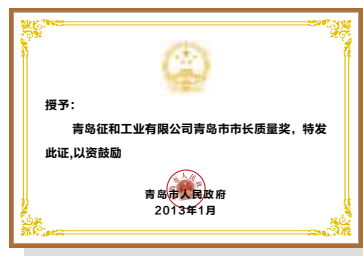 授予：
青岛征和工业有限公司青岛市市长质量奖，特发
此证,以资鼓励
青岛市人民政府
2013年1月